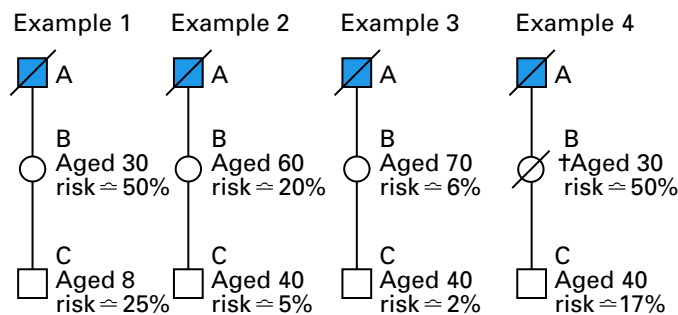 Example 1
A
B
Aged 30
risk ≏ 50%
C
Aged 8
risk ≏ 25%
Example 2
A
B
Aged 60
risk ≏ 20%
C
Aged 40
risk ≏ 5%
Example 3
A
B
Aged 70
risk ≏ 6%
C
Aged 40
risk ≏ 2%
Example 4
A
B
†Aged 30
risk ≏ 50%
C
Aged 40
risk ≏ 17%